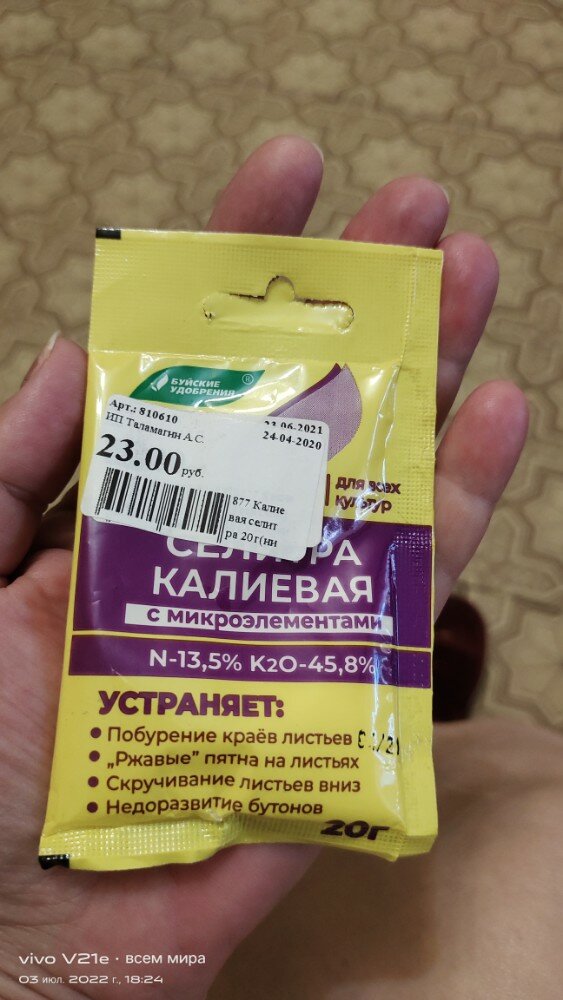 БУЙСКИЕ
УДОБРЕНИЯ ®
Арт.: 810610 23-06-2021
ИП Таламагин А.С. 24-04-2020
23.00 руб.
877 Калие
вая селит
ра 20г(ни
для всех
культур
КАЛИЕВАЯ
с микроэлементами
N-13,5% K2O-45,8%
УСТРАНЯЕТ:
• Побурение краёв листьев
• „Ржавые” пятна на листьях
• Скручивание листьев вниз
• Недоразвитие бутонов
20г
vivo V21e · всем мира
03 июл. 2022 г., 18:24